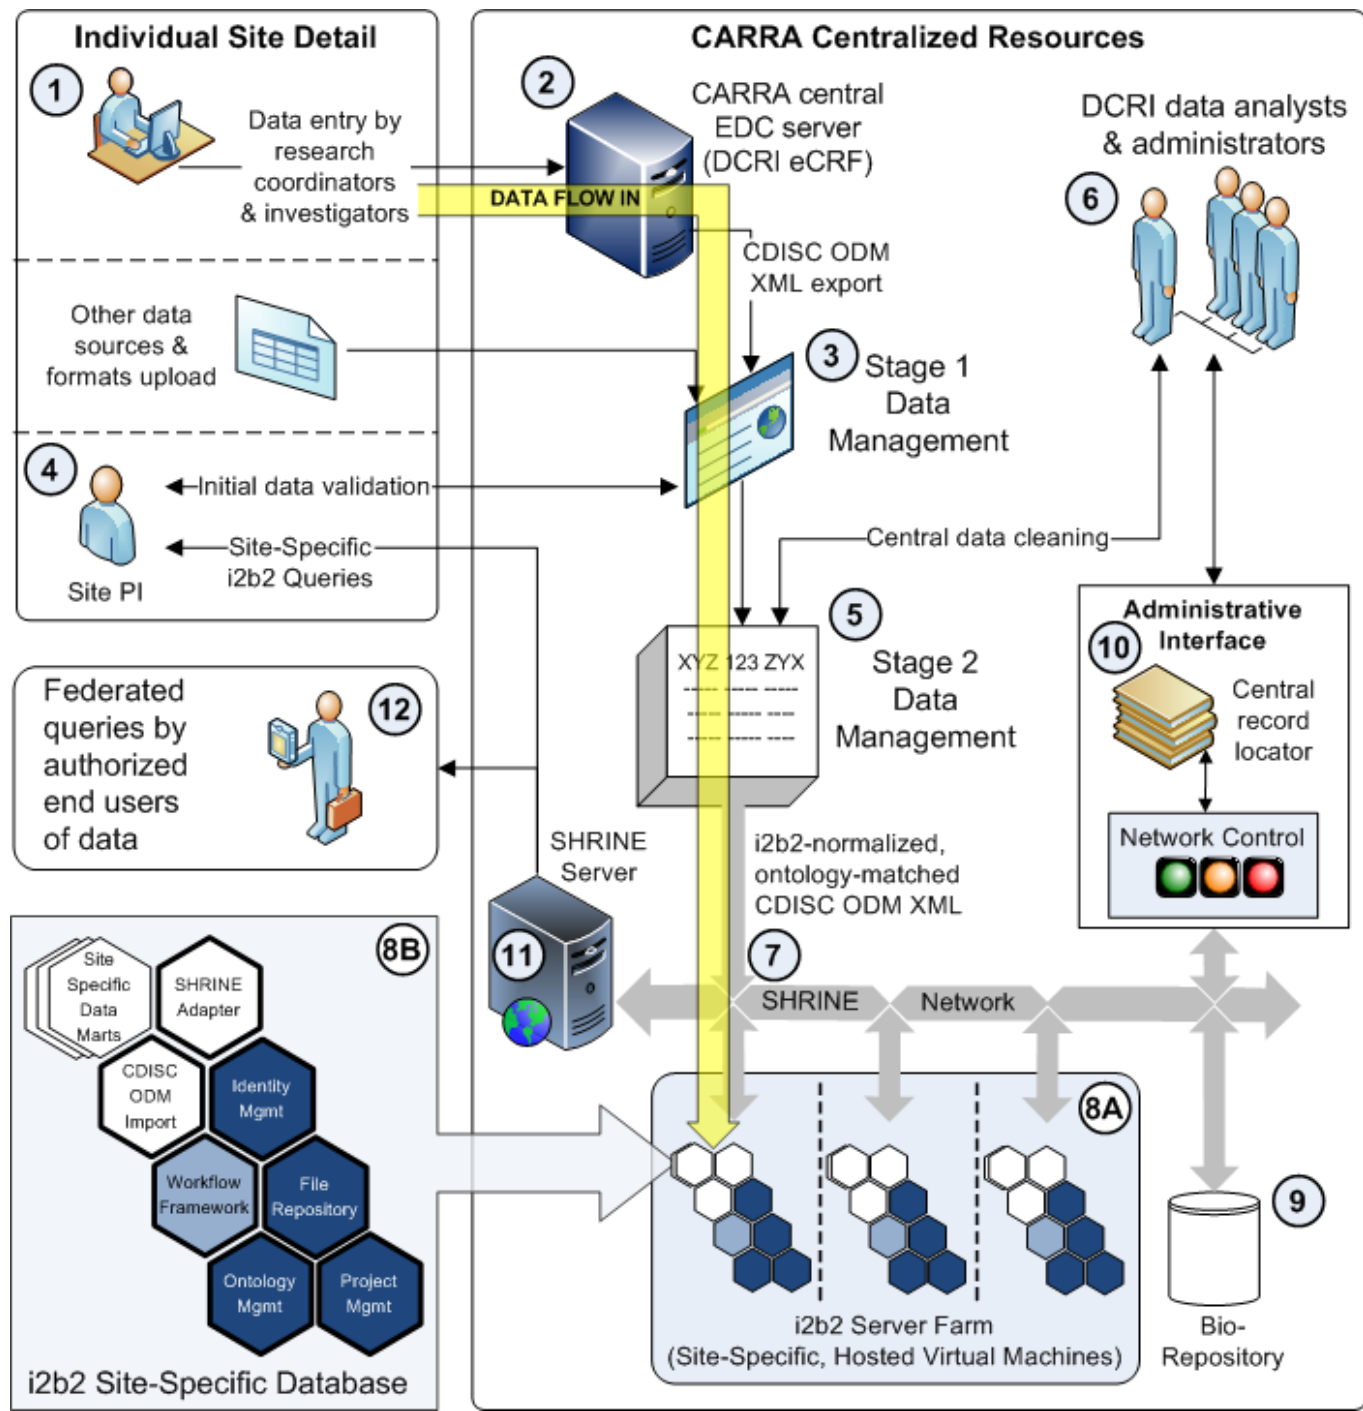 Individual Site Detail
1
Data entry by
research
coordinators
& investigators
Other data
sources &
formats upload
4
Initial data validation
Site-Specific
i2b2 Queries
Site PI
CARRA Centralized Resources
2
CARRA central
EDC server
(DCRI eCRF)
DATA FLOW IN
CDISC ODM
XML export
DCRI data analysts
& administrators
6
3
Stage 1
Data
Management
Central data cleaning
5
XYZ 123 ZYX
Stage 2
Data
Management
Administrative
Interface
10
Central
record
locator
Network Control
Federated
queries by
authorized
end users
of data
12
SHRINE
Server
11
i2b2-normalized,
ontology-matched
CDISC ODM XML
7
SHRINE
Network
8B
Site
Specific
Data
Marts
SHRINE
Adapter
CDISC
ODM
Import
Identity
Mgmt
Workflow
Framework
File
Repository
Ontology
Mgmt
Project
Mgmt
i2b2 Site-Specific Database
8A
i2b2 Server Farm
(Site-Specific, Hosted Virtual Machines)
9
Bio-
Repository